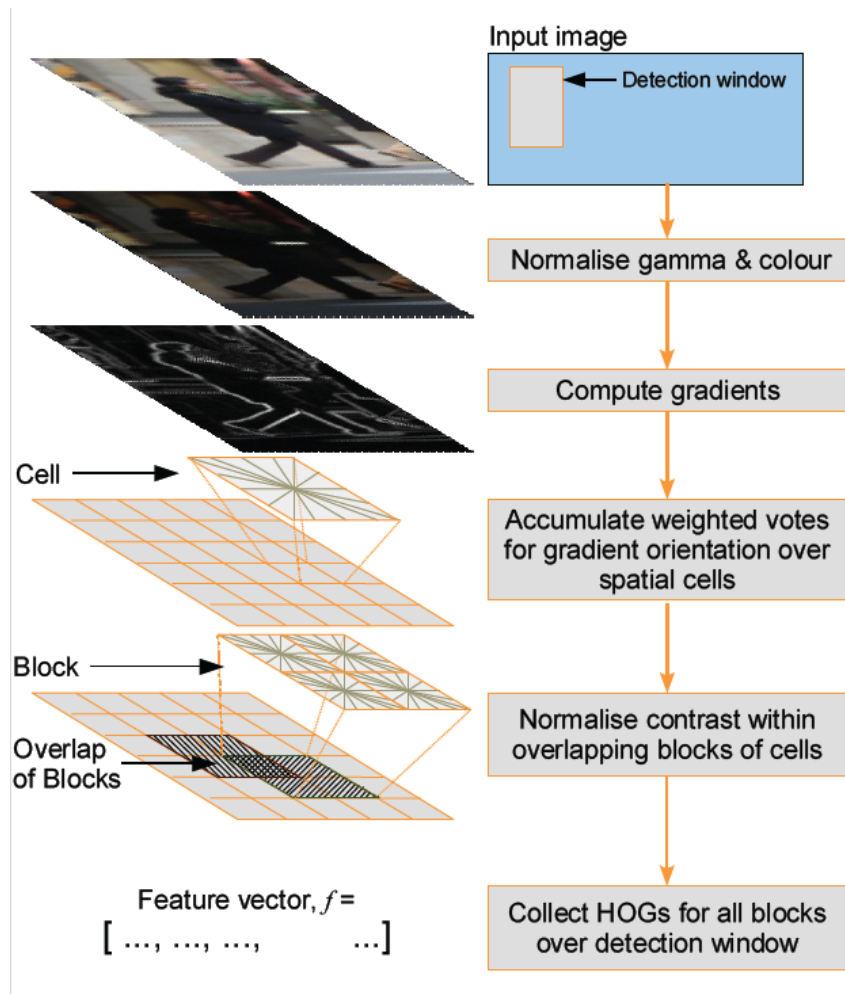 Input image
Detection window
Normalise gamma & colour
Compute gradients
Cell
Accumulate weighted votes
for gradient orientation over
spatial cells
Block
Normalise contrast within
overlapping blocks of cells
Overlap
of Blocks
Feature vector, f =
[ ..., ..., ..., ...]
Collect HOGs for all blocks
over detection window